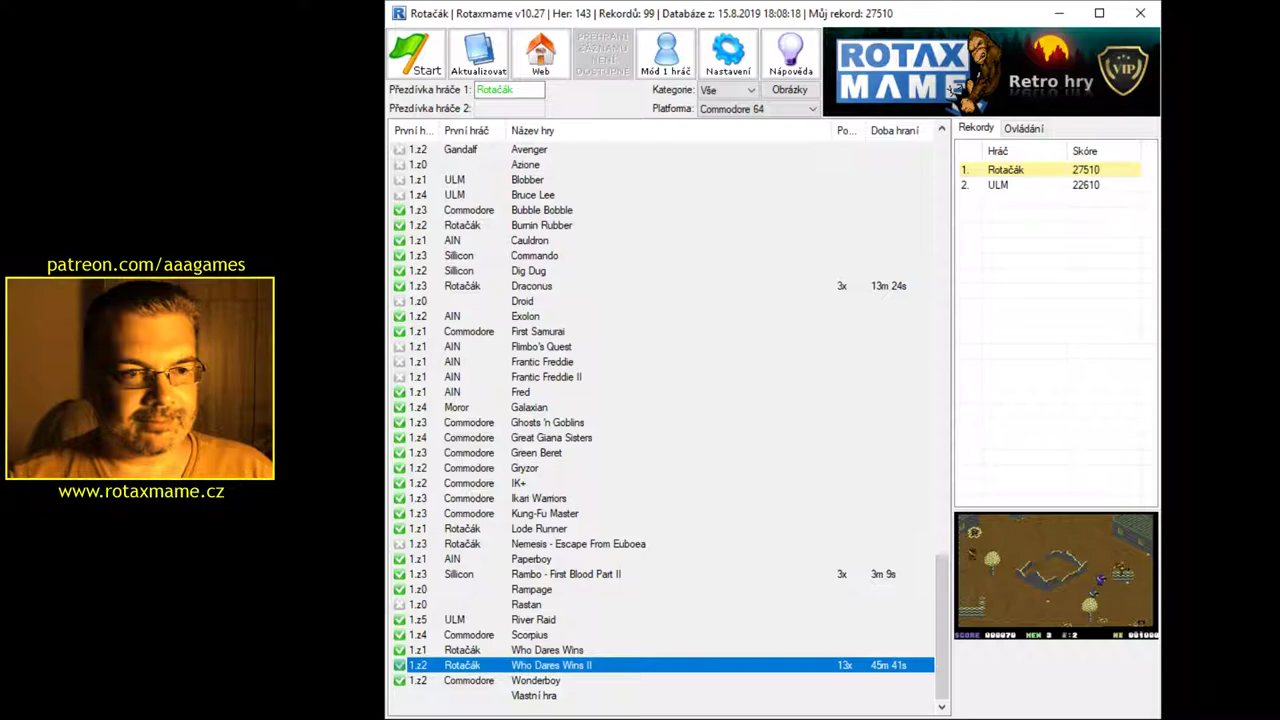 Rotačák | Rotaxmame v10.27 | Her: 143 | Rekordů: 99 | Databáze z: 15.8.2019 18:08:18 | Můj rekord: 27510
Start
Aktualizovat
Web
PŘEHRÁNÍ ZÁZNAMU NENÍ DOSTUPNÉ
Mód 1 hráč
Nastavení
Nápověda
ROTAX MAME
Retro hry
VIP
Přezdívka hráče 1: Rotačák
Kategorie: Vše
Obrázky
Přezdívka hráče 2:
Platforma: Commodore 64
První h... První hráč Název hry Po... Doba hraní
1.z2 Gandalf Avenger
1.z0 Azione
1.z1 ULM Blobber
1.z4 ULM Bruce Lee
1.z3 Commodore Bubble Bobble
1.z2 Rotačák Burnin Rubber
1.z1 AIN Cauldron
1.z3 Sillicon Commando
1.z2 Sillicon Dig Dug
1.z3 Rotačák Draconus 3x 13m 24s
1.z0 Droid
1.z2 AIN Exolon
1.z1 Commodore First Samurai
1.z1 AIN Flimbo's Quest
1.z1 AIN Frantic Freddie
1.z1 AIN Frantic Freddie II
1.z1 AIN Fred
1.z4 Moror Galaxian
1.z3 Commodore Ghosts 'n Goblins
1.z4 Commodore Great Giana Sisters
1.z3 Commodore Green Beret
1.z2 Commodore Gryzor
1.z2 Commodore IK+
1.z3 Commodore Ikari Warriors
1.z3 Commodore Kung-Fu Master
1.z1 Rotačák Lode Runner
1.z3 Rotačák Nemesis - Escape From Euboea
1.z1 AIN Paperboy
1.z3 Sillicon Rambo - First Blood Part II 3x 3m 9s
1.z0 Rampage
1.z0 Rastan
1.z5 ULM River Raid
1.z4 Commodore Scorpius
1.z1 Rotačák Who Dares Wins
1.z2 Rotačák Who Dares Wins II 13x 45m 41s
1.z2 Commodore Wonderboy
Vlastní hra
Rekordy Ovládání
Hráč Skóre
1. Rotačák 27510
2. ULM 22610
patreon.com/aaagames
www.rotaxmame.cz